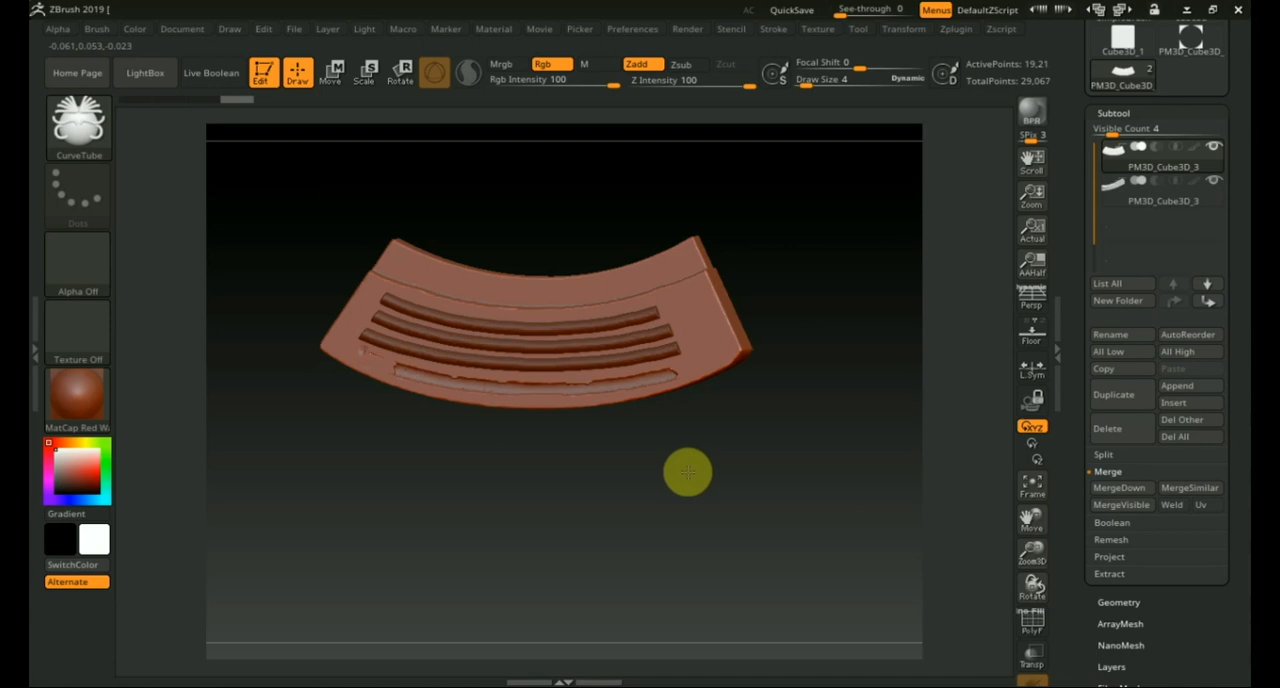 ZBrush 2019 [
AC QuickSave See-through 0 Menus DefaultZScript
Alpha Brush Color Document Draw Edit File Layer Light Macro Marker Material Movie Picker Preferences Render Stencil Stroke Texture Tool Transform Zplugin Zscript
-0.061,0.053,-0.023
Home Page LightBox Live Boolean Edit Draw Move Scale Rotate
Mrgb Rgb M Zadd Zsub Zcut
Rgb Intensity 100 Z Intensity 100
Focal Shift 0
Draw Size 4 Dynamic
ActivePoints: 19,21
TotalPoints: 29,067
CurveTube
Dots
Alpha Off
Texture Off
MatCap Red Wa
Gradient
SwitchColor
Alternate
BPR
SPix 3
Scroll
Zoom
Actual
AAHalf
Dynamic
Persp
Floor
L.Sym
XYZ
Frame
Move
Zoom3D
Rotate
PolyF
Transp
Cube3D_1 PM3D_Cube3D_
2
PM3D_Cube3D_
Subtool
Visible Count 4
PM3D_Cube3D_3
PM3D_Cube3D_3
List All
New Folder
Rename AutoReorder
All Low All High
Copy Paste
Duplicate Append
Insert
Delete Del Other
Del All
Split
Merge
MergeDown MergeSimilar
MergeVisible Weld Uv
Boolean
Remesh
Project
Extract
Geometry
ArrayMesh
NanoMesh
Layers